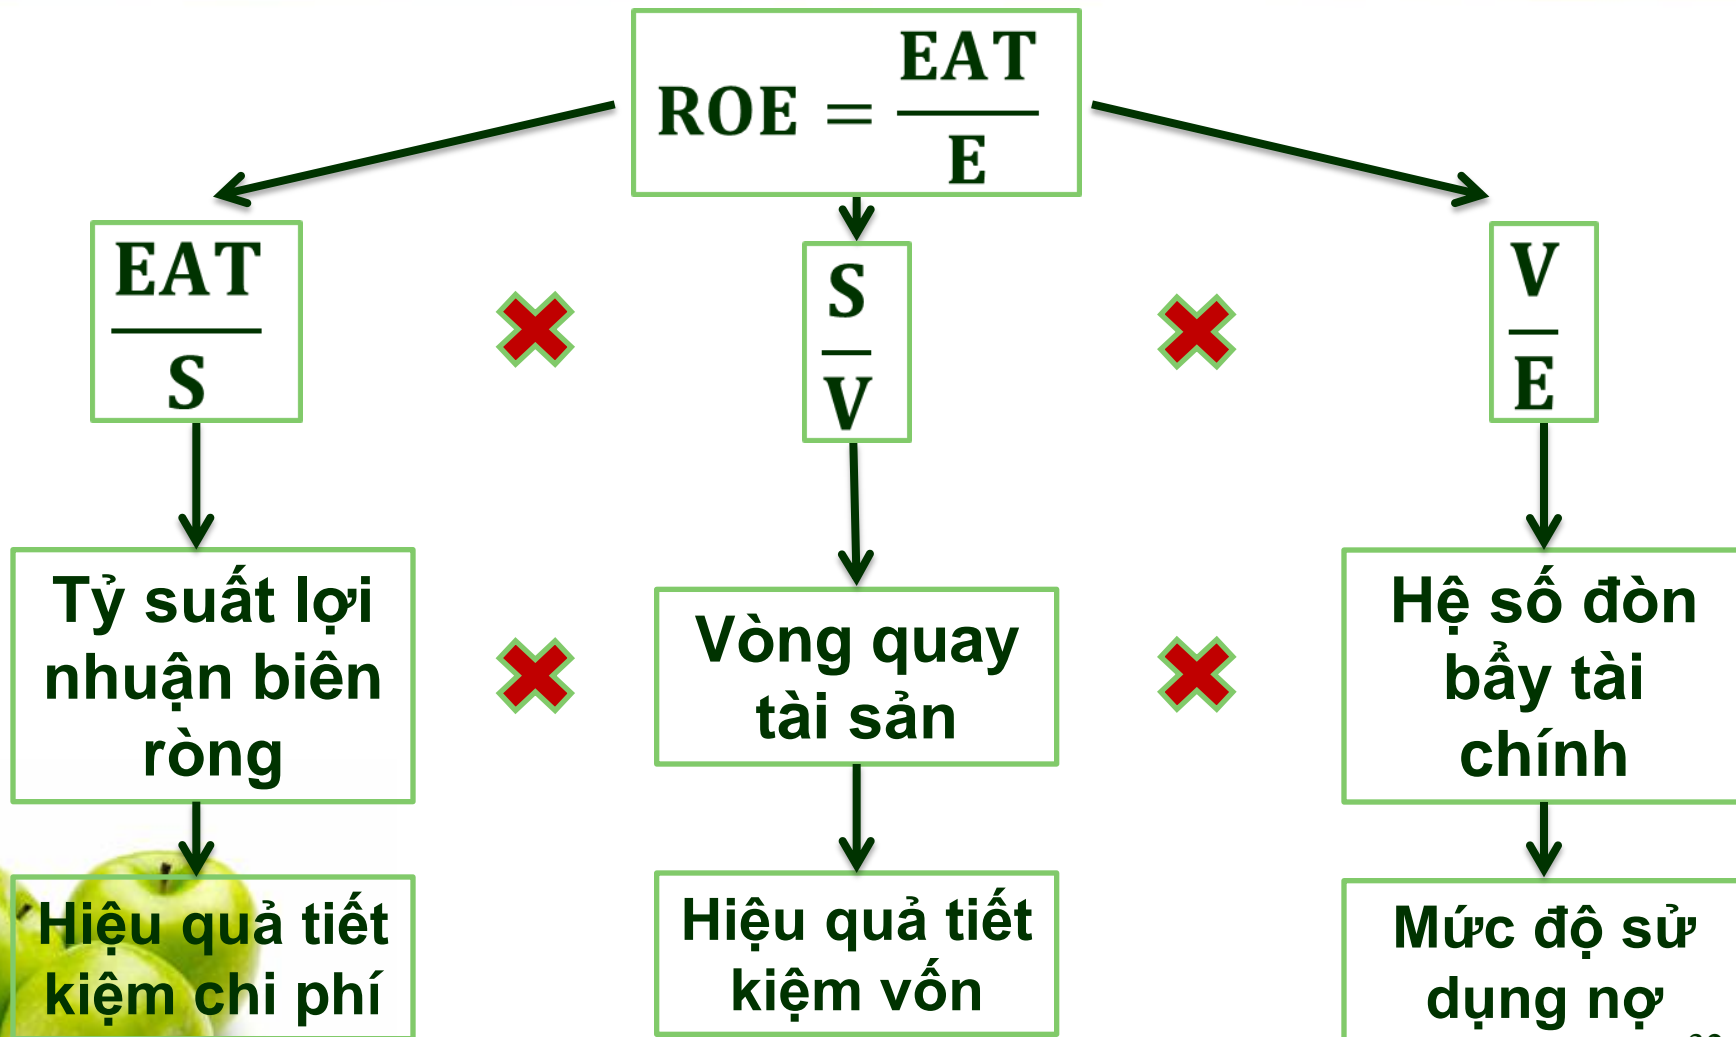 ROE = EAT / E
EAT / S
S / V
V / E
Tỷ suất lợi
nhuận biên
ròng
Vòng quay
tài sản
Hệ số đòn
bẩy tài
chính
Hiệu quả tiết
kiệm chi phí
Hiệu quả tiết
kiệm vốn
Mức độ sử
dụng nợ